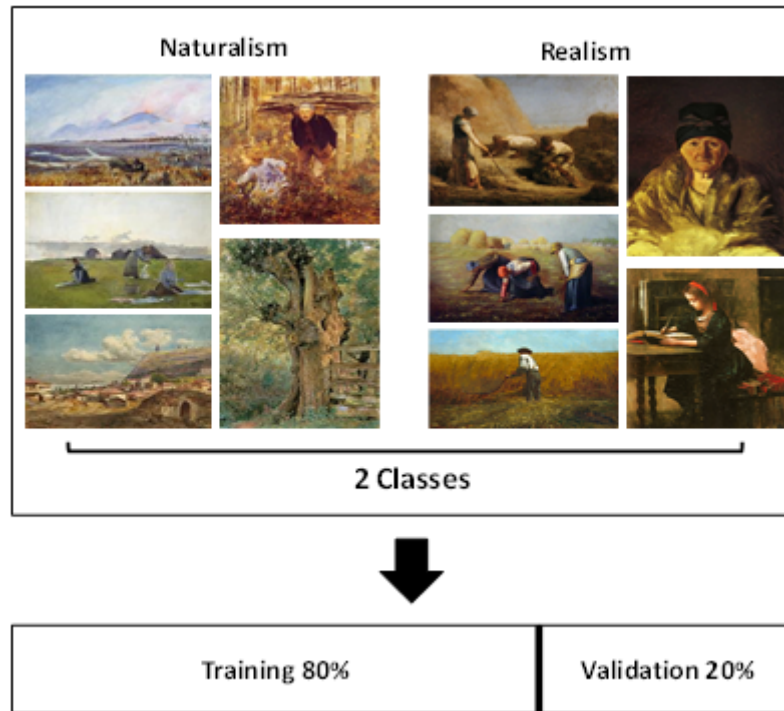 Naturalism
Realism
2 Classes
Training 80%
Validation 20%